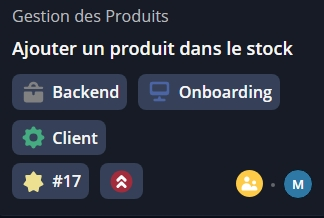 Gestion des Produits
Ajouter un produit dans le stock
Backend Onboarding
Client
#17 M